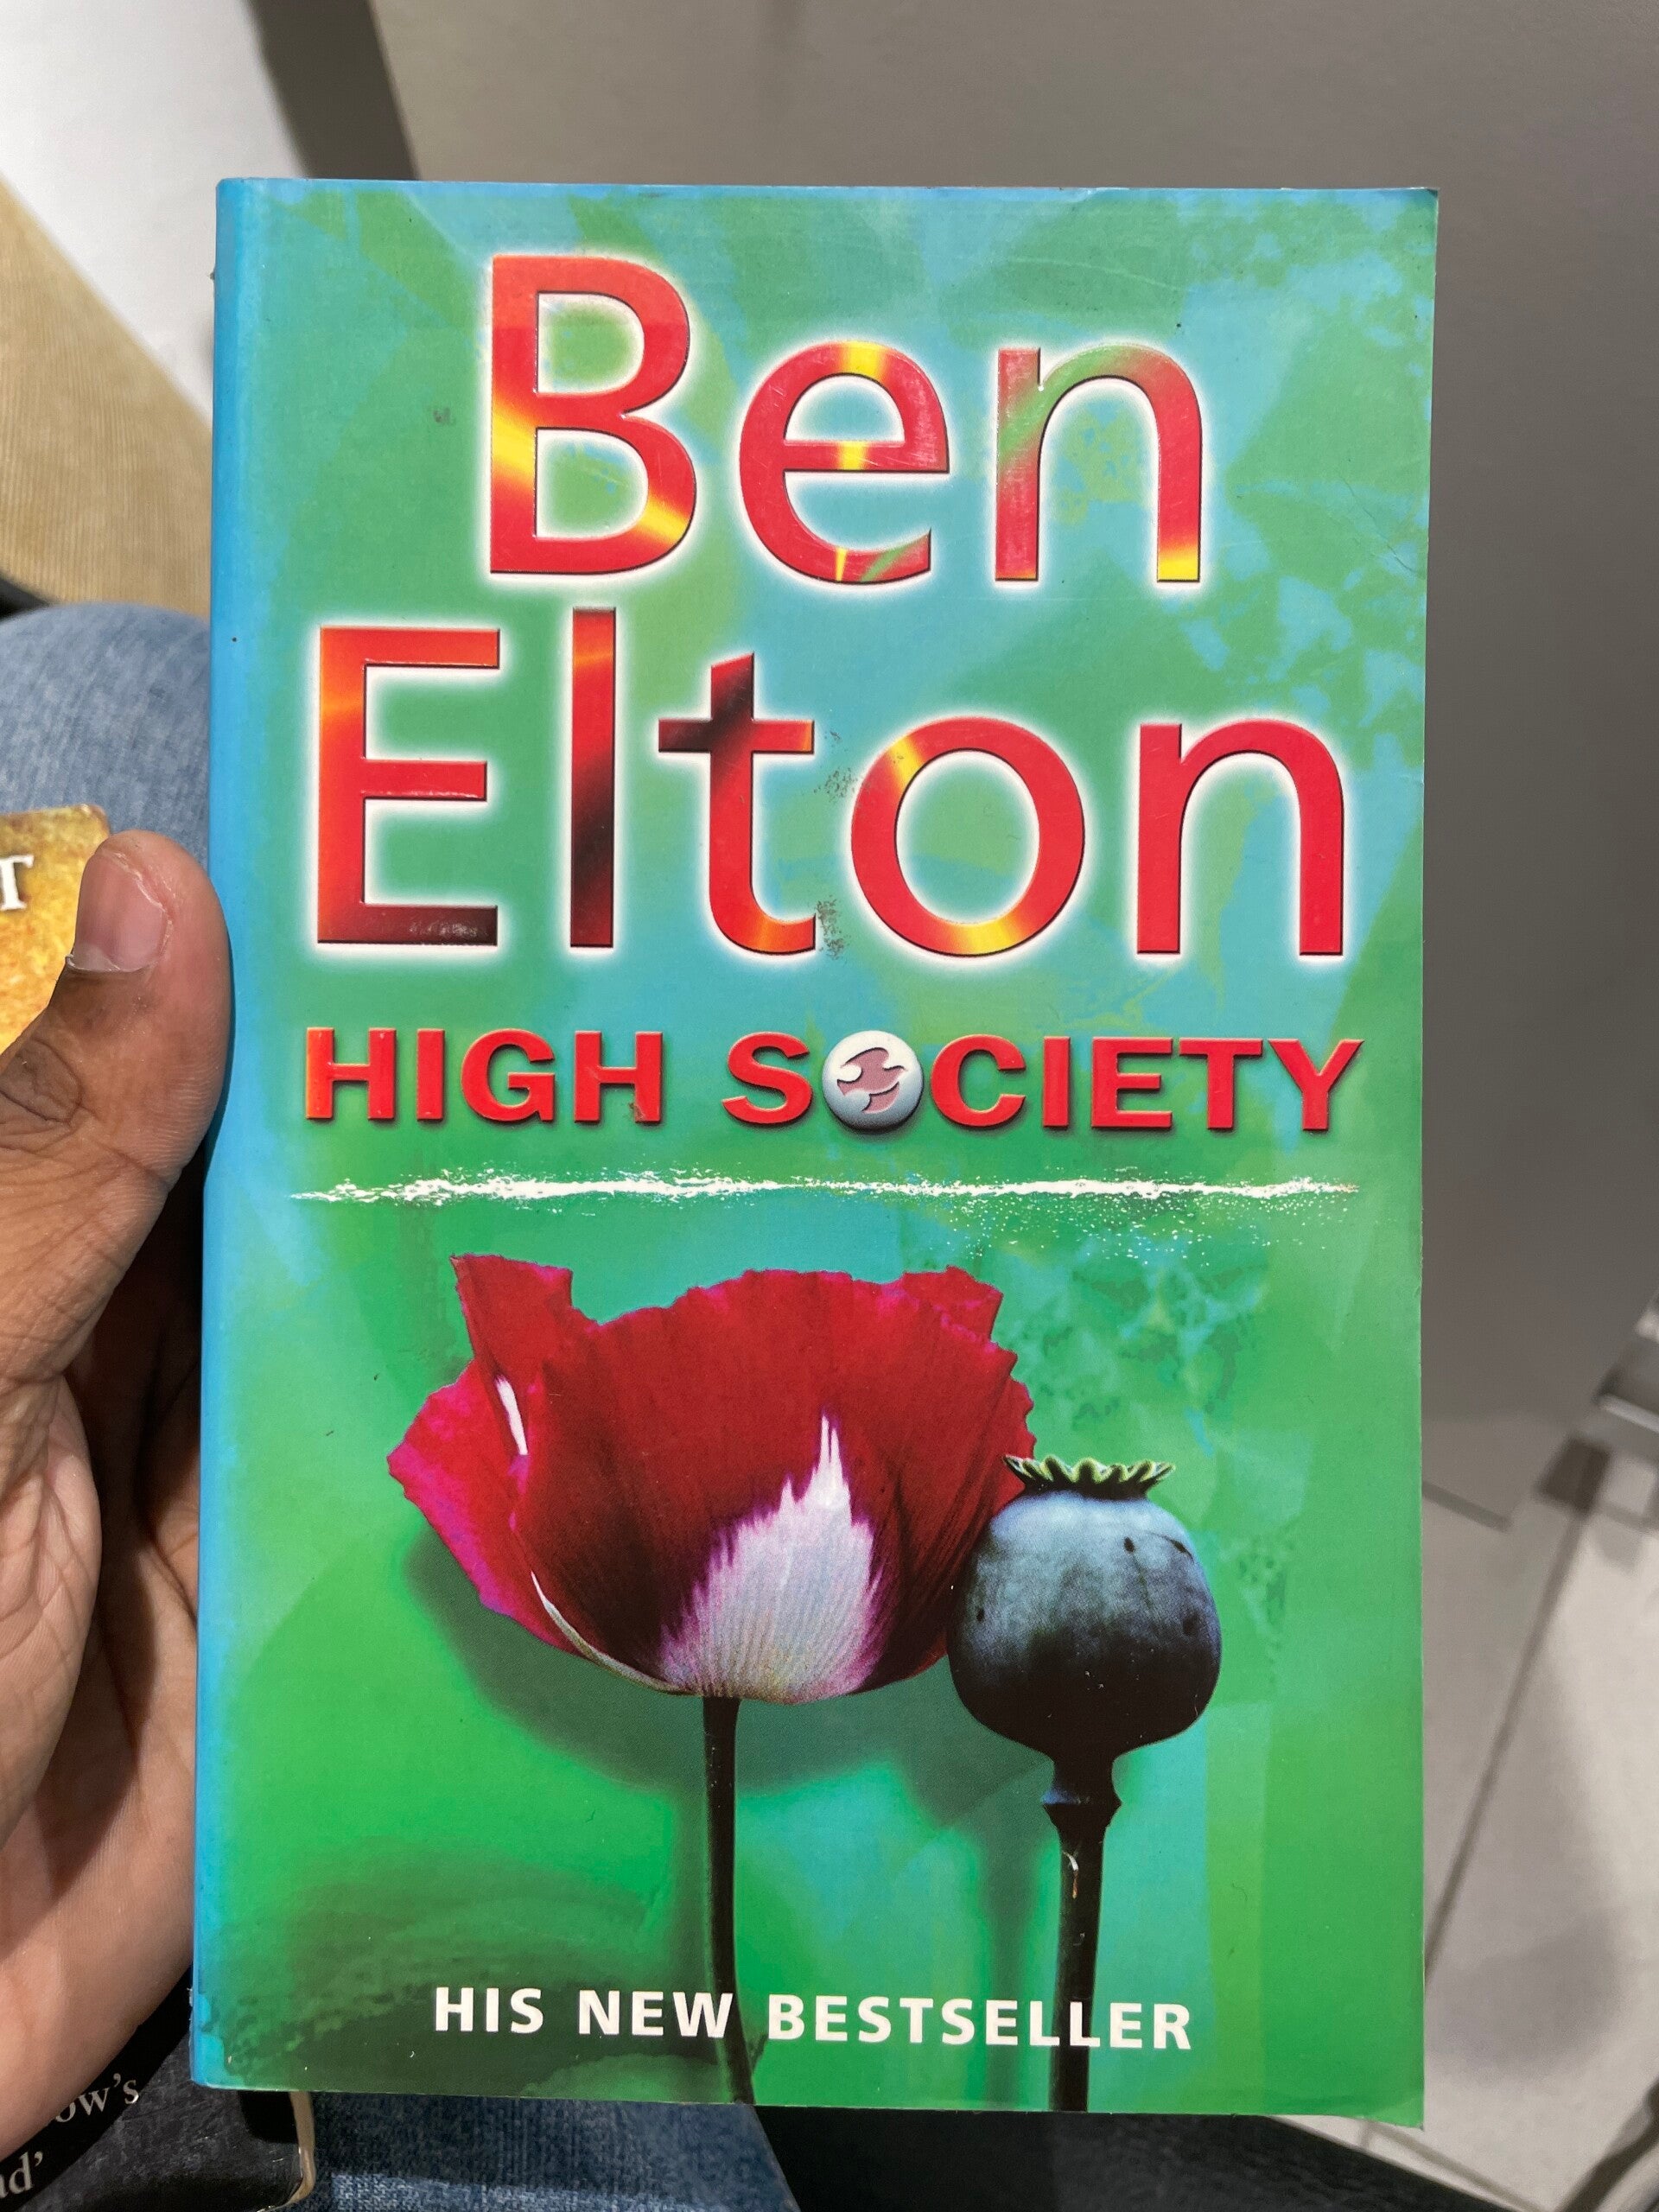 Ben
Elton
HIGH SOCIETY
HIS NEW BESTSELLER